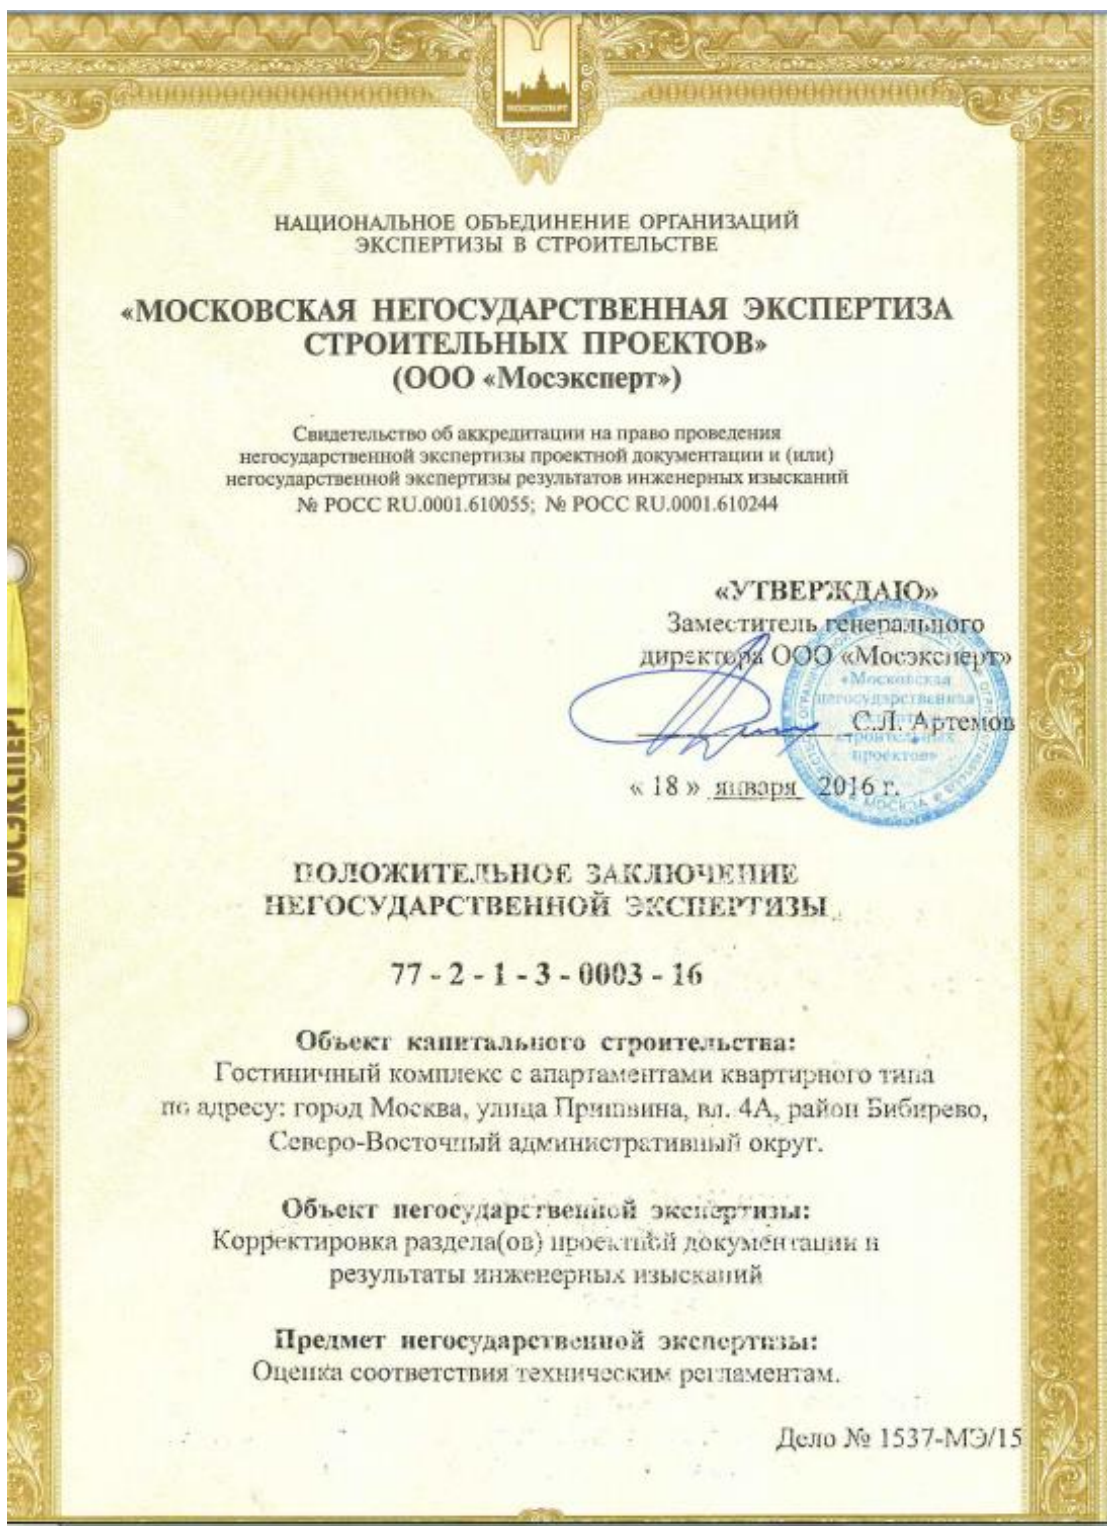 МОСЭКСПЕРТ
НАЦИОНАЛЬНОЕ ОБЪЕДИНЕНИЕ ОРГАНИЗАЦИЙ
ЭКСПЕРТИЗЫ В СТРОИТЕЛЬСТВЕ
«МОСКОВСКАЯ НЕГОСУДАРСТВЕННАЯ ЭКСПЕРТИЗА
СТРОИТЕЛЬНЫХ ПРОЕКТОВ»
(ООО «Мосэксперт»)
Свидетельство об аккредитации на право проведения
негосударственной экспертизы проектной документации и (или)
негосударственной экспертизы результатов инженерных изысканий
№ РОСС RU.0001.610055; № РОСС RU.0001.610244
«УТВЕРЖДАЮ»
Заместитель генерального
директора ООО «Мосэксперт»
С.Л. Артемов
« 18 » января 2016 г.
«Московская
негосударственная
строительных
проектов»
МОСКВА
МОСЭКСПЕРТ
ПОЛОЖИТЕЛЬНОЕ ЗАКЛЮЧЕНИЕ
НЕГОСУДАРСТВЕННОЙ ЭКСПЕРТИЗЫ
77 - 2 - 1 - 3 - 0003 - 16
Объект капитального строительства:
Гостиничный комплекс с апартаментами квартирного типа
по адресу: город Москва, улица Пришвина, вл. 4А, район Бибирево,
Северо-Восточный административный округ.
Объект негосударственной экспертизы:
Корректировка раздела(ов) проектной документации и
результаты инженерных изысканий
Предмет негосударственной экспертизы:
Оценка соответствия техническим регламентам.
Дело № 1537-МЭ/15